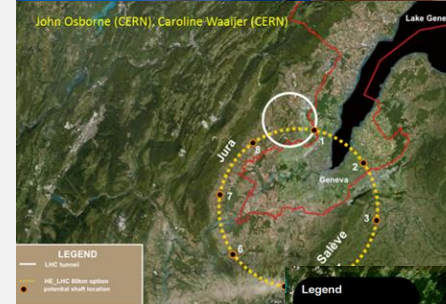 John Osborne (CERN), Caroline Waaijer (CERN)
Lake Gene
Jura
8
1
2
Geneva
7
3
6
Salève
LEGEND
LHC tunnel
HE_LHC 80km option
potential shaft location
Legend